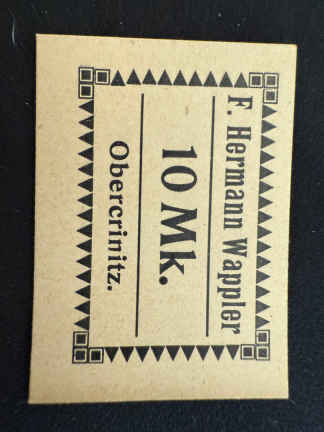 F. Hermann Wappler
10 Mk.
Obercrinitz.